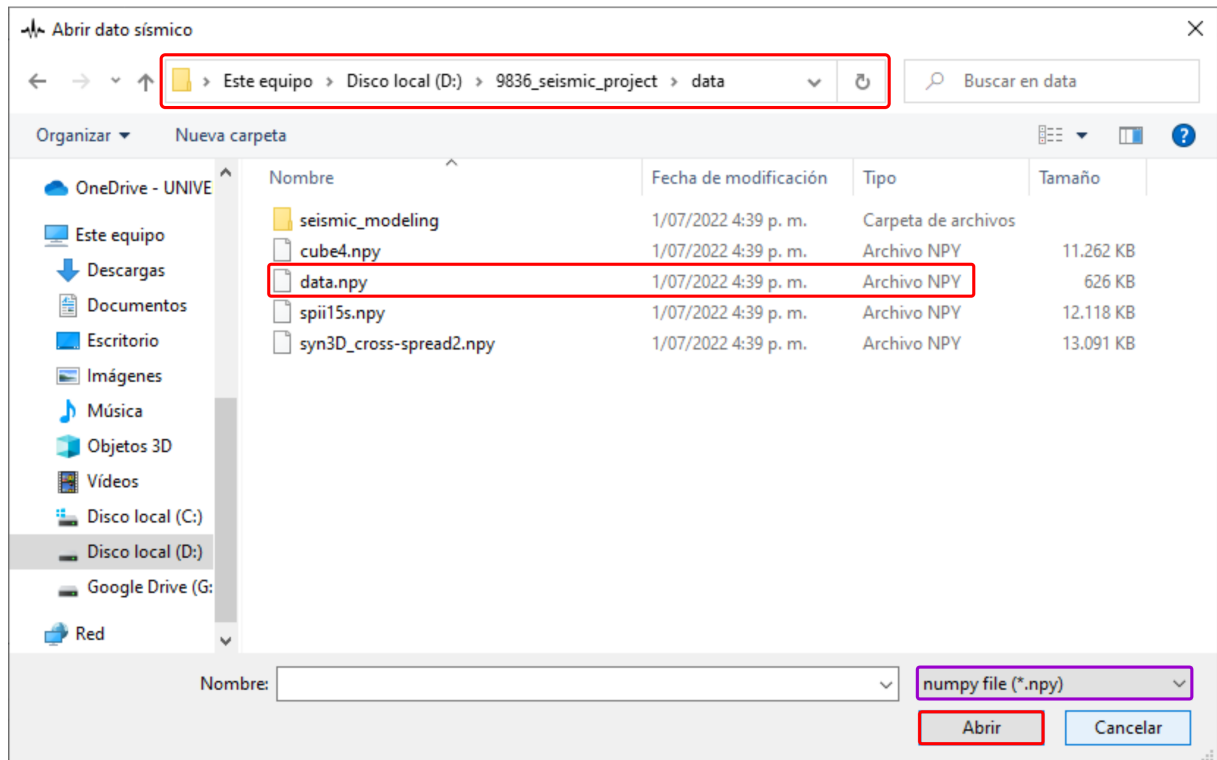 Abrir dato sísmico
Este equipo > Disco local (D:) > 9836_seismic_project > data
Buscar en data
Organizar
Nueva carpeta
Nombre Fecha de modificación Tipo Tamaño
seismic_modeling 1/07/2022 4:39 p. m. Carpeta de archivos
cube4.npy 1/07/2022 4:39 p. m. Archivo NPY 11.262 KB
data.npy 1/07/2022 4:39 p. m. Archivo NPY 626 KB
spii15s.npy 1/07/2022 4:39 p. m. Archivo NPY 12.118 KB
syn3D_cross-spread2.npy 1/07/2022 4:39 p. m. Archivo NPY 13.091 KB
OneDrive - UNIVE
Este equipo
Descargas
Documentos
Escritorio
Imágenes
Música
Objetos 3D
Vídeos
Disco local (C:)
Disco local (D:)
Google Drive (G:
Red
Nombre:
numpy file (*.npy)
Abrir
Cancelar